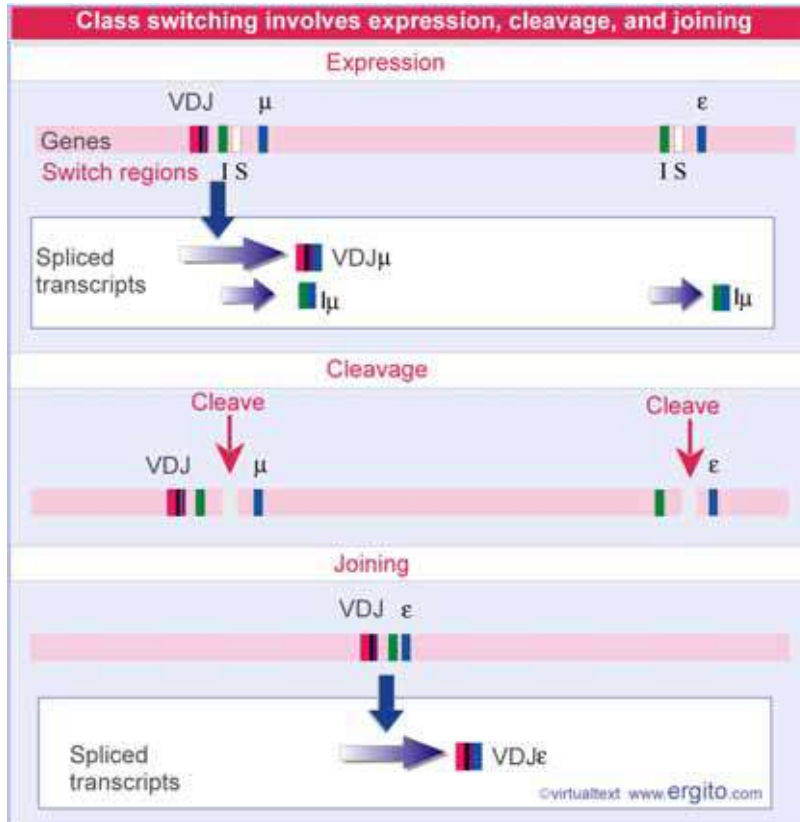 Class switching involves expression, cleavage, and joining
Expression
VDJ μ ε
Genes
Switch regions I S I S
Spliced
transcripts
VDJμ
Iμ Iμ
Cleavage
Cleave Cleave
VDJ μ ε
Joining
VDJ ε
Spliced
transcripts
VDJε
©virtualtext www.ergito.com